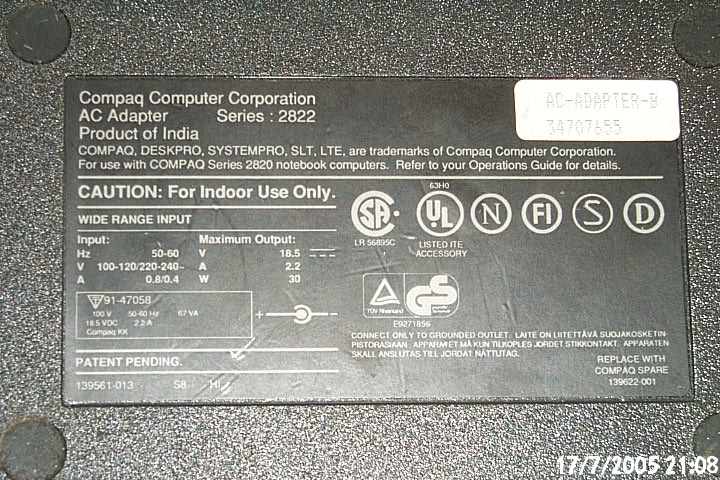 AC-ADAPTER-B
34707655
Compaq Computer Corporation
AC Adapter Series : 2822
Product of India
COMPAQ, DESKPRO, SYSTEMPRO, SLT, LTE, are trademarks of Compaq Computer Corporation.
For use with COMPAQ Series 2820 notebook computers. Refer to your Operations Guide for details.
CAUTION: For Indoor Use Only.
WIDE RANGE INPUT
Input: Maximum Output:
Hz 50-60 V 18.5
V 100-120/220-240~ A 2.2
A 0.8/0.4 W 30
91-47058
100 V 50-60 Hz 67 VA
18.5 VDC 2.2 A
Compaq KK
PATENT PENDING.
139561-013 S8 HI
63H0
SA UL N FI S D
LR 56895C LISTED ITE
ACCESSORY
TÜV Rheinland GS
E9271856
CONNECT ONLY TO GROUNDED OUTLET. LAITE ON LIITETTÄVÄ SUOJAKOSKETIN-
PISTORASIAAN. APPARATET MÅ KUN TILKOPLES JORDET STIKKONTAKT. APPARATEN
SKALL ANSLUTAS TILL JORDAT NÄTTUTAG.
REPLACE WITH
COMPAQ SPARE
139622-001
17/7/2005 21:08